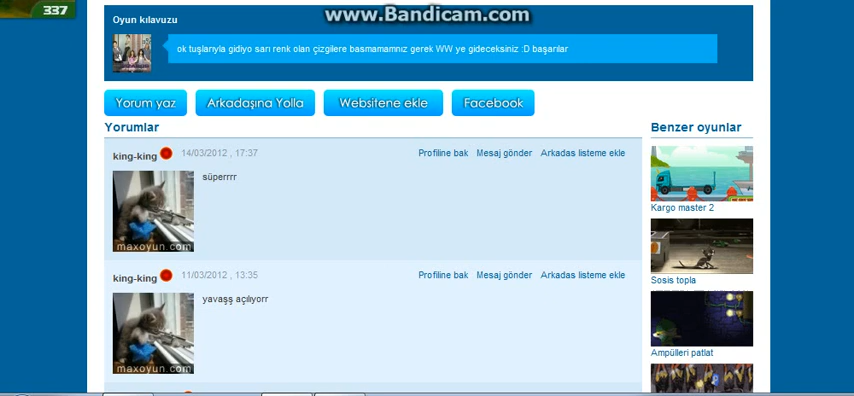 www.Bandicam.com
337
Oyun kılavuzu
ok tuşlarıyla gidiyo sarı renk olan çizgilere basmamamnız gerek WW ye gideceksiniz :D başarılar
Yorum yaz
Arkadaşına Yolla
Websitene ekle
Facebook
Yorumlar
Benzer oyunlar
king-king 14/03/2012 , 17:37 Profiline bak Mesaj gönder Arkadas listeme ekle
süperrrr
maxoyun.com
Kargo master 2
king-king 11/03/2012 , 13:35 Profiline bak Mesaj gönder Arkadas listeme ekle
yavaşş açılıyorr
maxoyun.com
Sosis topla
Ampülleri patlat